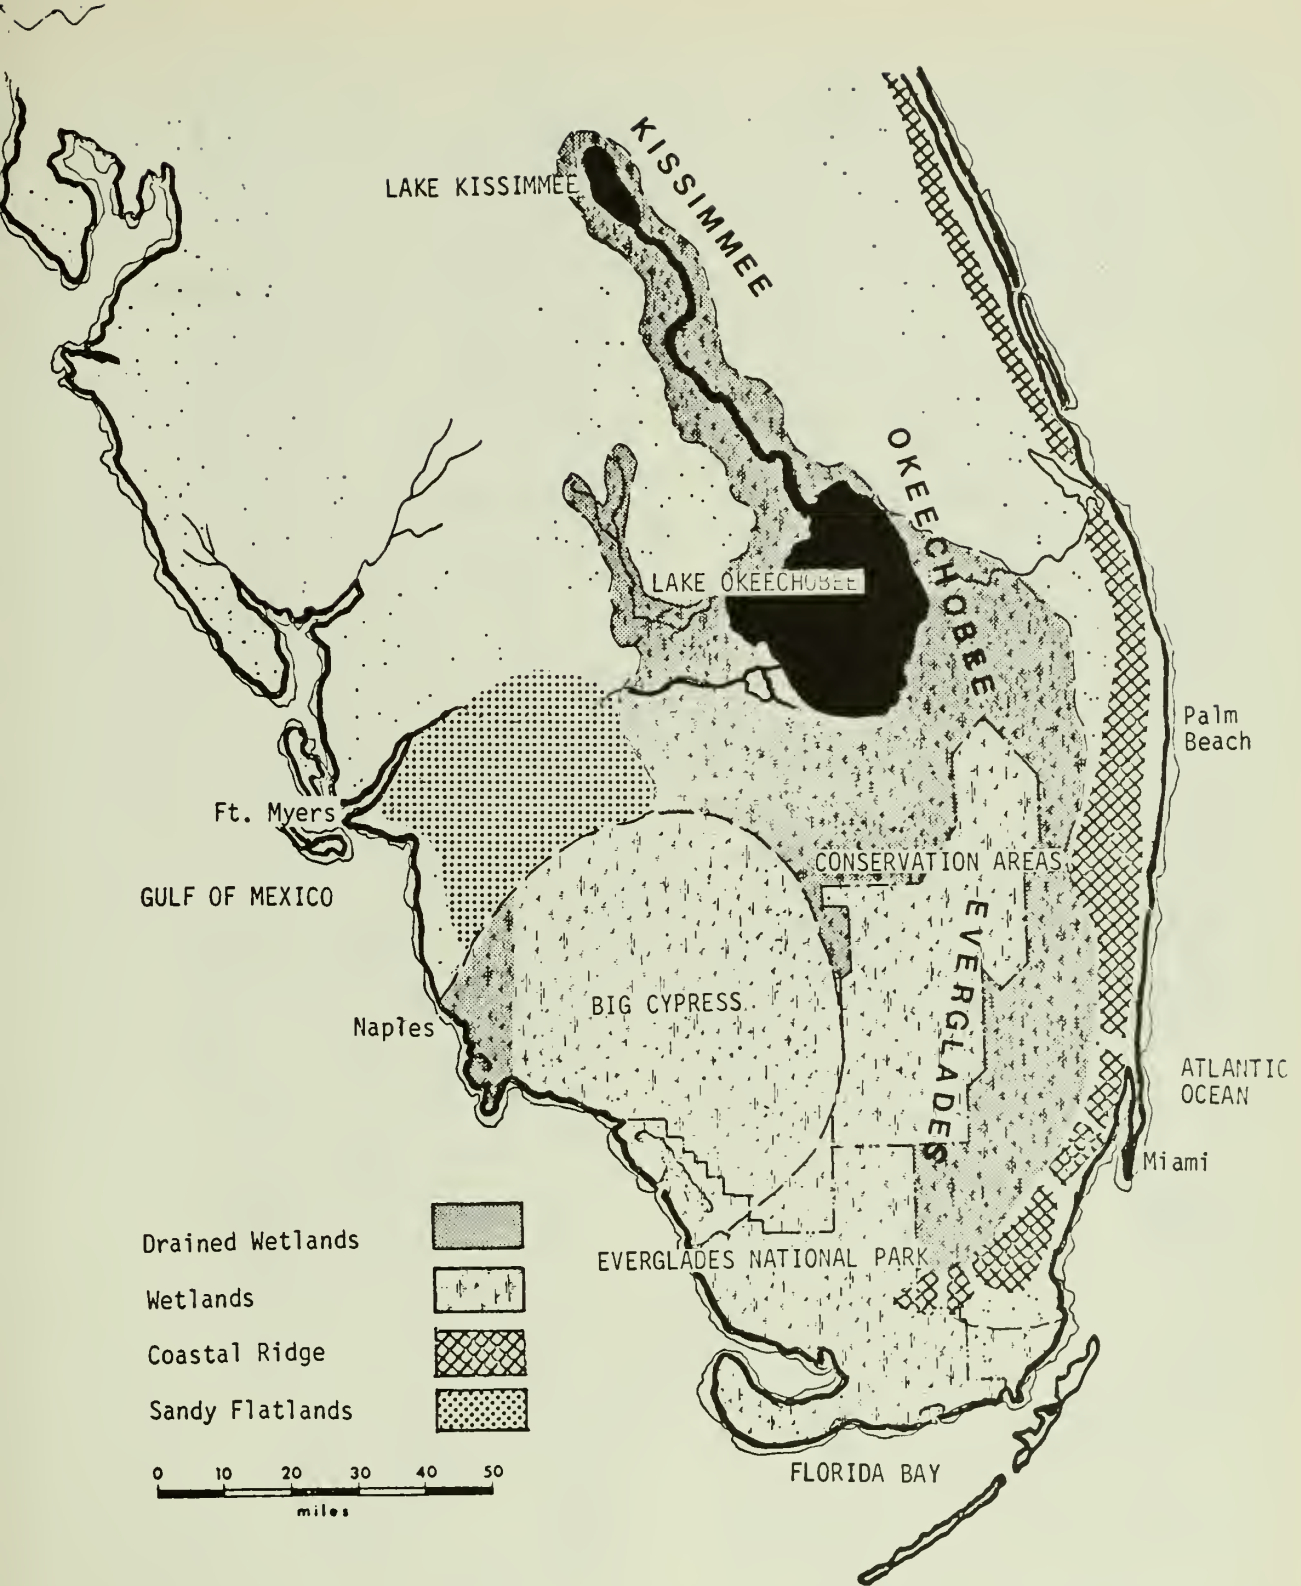 KISSIMMEE
LAKE KISSIMMEE
OKEECHOBEE
LAKE OKEECHOBEE
Palm
Beach
Ft. Myers
CONSERVATION AREAS
GULF OF MEXICO
EVERGLADES
BIG CYPRESS
Naples
ATLANTIC
OCEAN
Miami
Drained Wetlands
EVERGLADES NATIONAL PARK
Wetlands
Coastal Ridge
Sandy Flatlands
0 10 20 30 40 50
miles
FLORIDA BAY